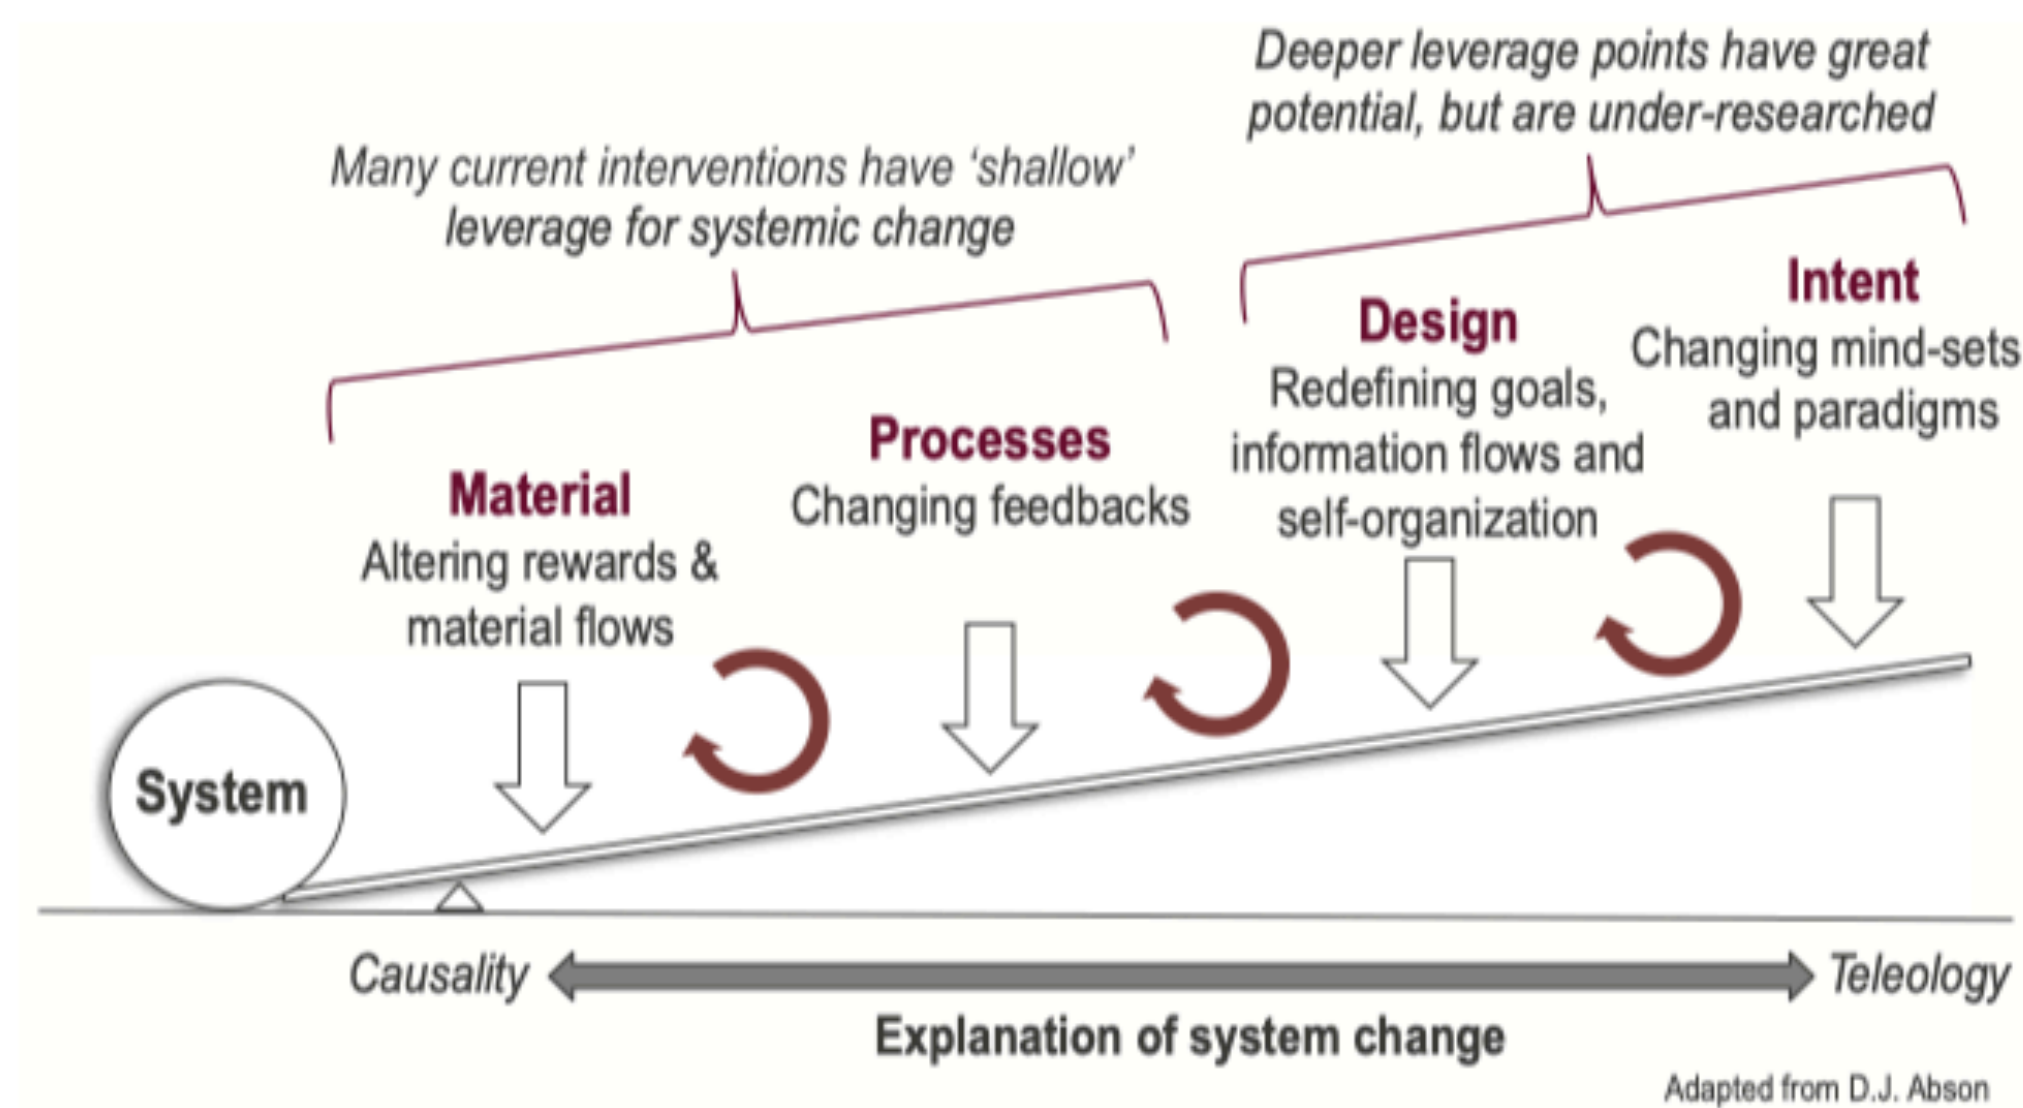 Deeper leverage points have great
potential, but are under-researched
Many current interventions have ‘shallow’
leverage for systemic change
Intent
Changing mind-sets
and paradigms
Design
Redefining goals,
information flows and
self-organization
Processes
Changing feedbacks
Material
Altering rewards &
material flows
System
Causality
Teleology
Explanation of system change
Adapted from D.J. Abson